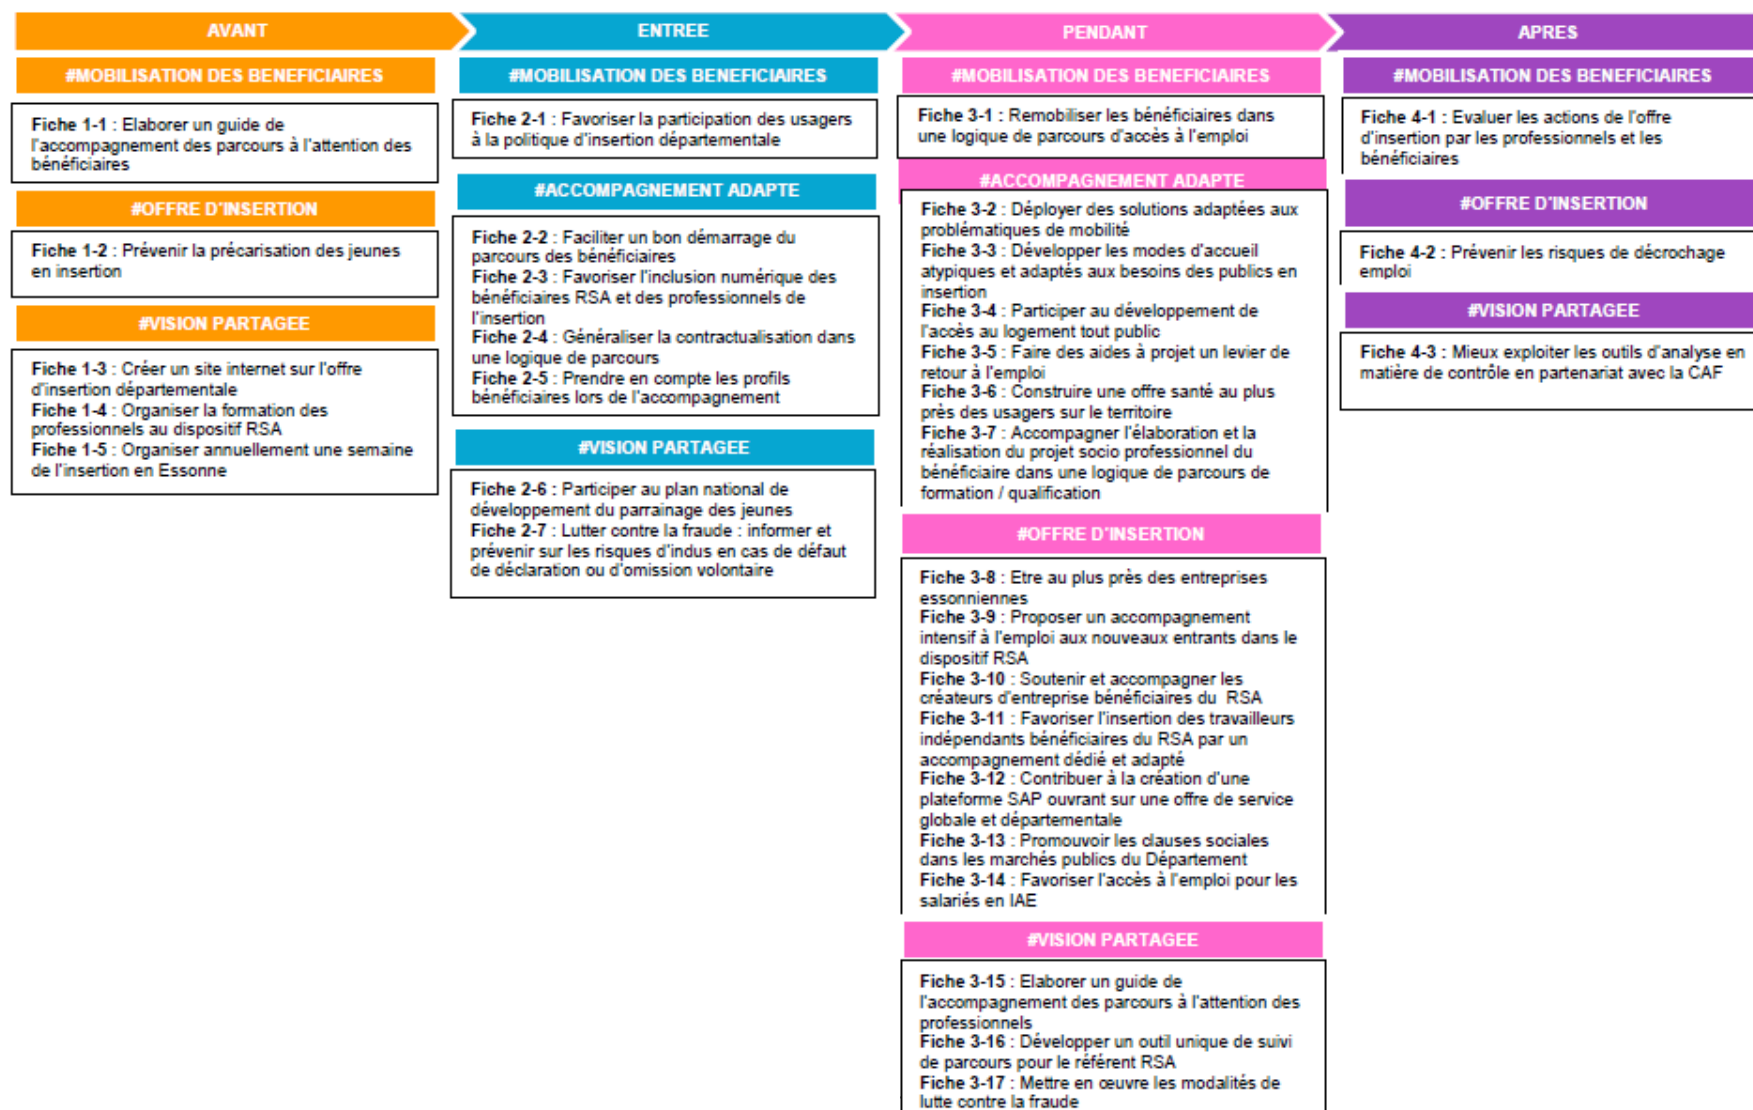 AVANT
#MOBILISATION DES BENEFICIAIRES
Fiche 1-1 : Elaborer un guide de
l'accompagnement des parcours à l'attention des
bénéficiaires
#OFFRE D'INSERTION
Fiche 1-2 : Prévenir la précarisation des jeunes
en insertion
#VISION PARTAGEE
Fiche 1-3 : Créer un site internet sur l'offre
d'insertion départementale
Fiche 1-4 : Organiser la formation des
professionnels au dispositif RSA
Fiche 1-5 : Organiser annuellement une semaine
de l'insertion en Essonne
ENTREE
#MOBILISATION DES BENEFICIAIRES
Fiche 2-1 : Favoriser la participation des usagers
à la politique d'insertion départementale
#ACCOMPAGNEMENT ADAPTE
Fiche 2-2 : Faciliter un bon démarrage du
parcours des bénéficiaires
Fiche 2-3 : Favoriser l'inclusion numérique des
bénéficiaires RSA et des professionnels de
l'insertion
Fiche 2-4 : Généraliser la contractualisation dans
une logique de parcours
Fiche 2-5 : Prendre en compte les profils
bénéficiaires lors de l'accompagnement
#VISION PARTAGEE
Fiche 2-6 : Participer au plan national de
développement du parrainage des jeunes
Fiche 2-7 : Lutter contre la fraude : informer et
prévenir sur les risques d'indus en cas de défaut
de déclaration ou d'omission volontaire
PENDANT
#MOBILISATION DES BENEFICIAIRES
Fiche 3-1 : Remobiliser les bénéficiaires dans
une logique de parcours d'accès à l'emploi
#ACCOMPAGNEMENT ADAPTE
Fiche 3-2 : Déployer des solutions adaptées aux
problématiques de mobilité
Fiche 3-3 : Développer les modes d'accueil
atypiques et adaptés aux besoins des publics en
insertion
Fiche 3-4 : Participer au développement de
l'accès au logement tout public
Fiche 3-5 : Faire des aides à projet un levier de
retour à l'emploi
Fiche 3-6 : Construire une offre santé au plus
près des usagers sur le territoire
Fiche 3-7 : Accompagner l'élaboration et la
réalisation du projet socio professionnel du
bénéficiaire dans une logique de parcours de
formation / qualification
#OFFRE D'INSERTION
Fiche 3-8 : Etre au plus près des entreprises
essonniennes
Fiche 3-9 : Proposer un accompagnement
intensif à l'emploi aux nouveaux entrants dans le
dispositif RSA
Fiche 3-10 : Soutenir et accompagner les
créateurs d'entreprise bénéficiaires du RSA
Fiche 3-11 : Favoriser l'insertion des travailleurs
indépendants bénéficiaires du RSA par un
accompagnement dédié et adapté
Fiche 3-12 : Contribuer à la création d'une
plateforme SAP ouvrant sur une offre de service
globale et départementale
Fiche 3-13 : Promouvoir les clauses sociales
dans les marchés publics du Département
Fiche 3-14 : Favoriser l'accès à l'emploi pour les
salariés en IAE
#VISION PARTAGEE
Fiche 3-15 : Elaborer un guide de
l'accompagnement des parcours à l'attention des
professionnels
Fiche 3-16 : Développer un outil unique de suivi
de parcours pour le référent RSA
Fiche 3-17 : Mettre en œuvre les modalités de
lutte contre la fraude
APRES
#MOBILISATION DES BENEFICIAIRES
Fiche 4-1 : Evaluer les actions de l'offre
d'insertion par les professionnels et les
bénéficiaires
#OFFRE D'INSERTION
Fiche 4-2 : Prévenir les risques de décrochage
emploi
#VISION PARTAGEE
Fiche 4-3 : Mieux exploiter les outils d'analyse en
matière de contrôle en partenariat avec la CAF